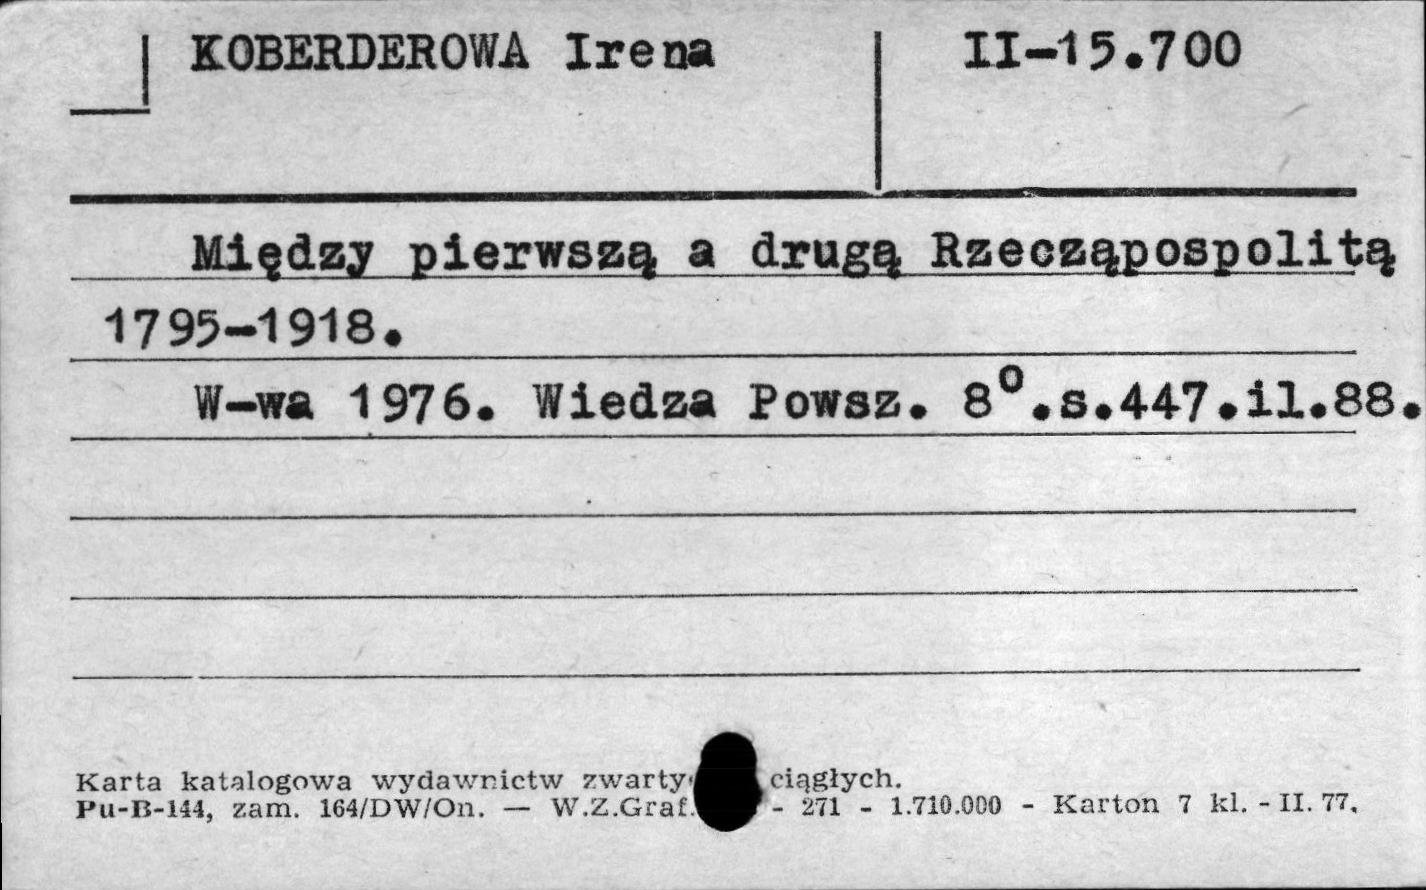 KOBERDEROWA Irena
II-15.700
Między pierwszą a drugą Rzecząpospolitą
1795-1918.
W-wa 1976. Wiedza Powsz. 8º.s.447.il.88.
Karta katalogowa wydawnictw ciągłych.
Pu-B-144, zam. 164/DW/On. — W.Z.Graf. - 271 - 1.710.000 - Karton 7 kl. - II. 77.